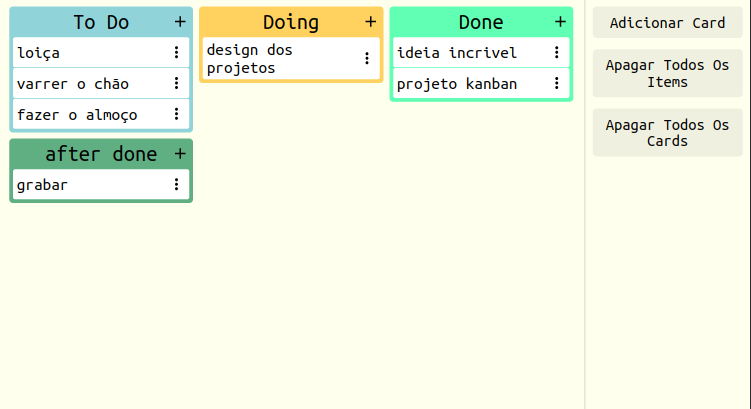 To Do +
loiça
varrer o chão
fazer o almoço
after done +
grabar
Doing +
design dos
projetos
Done +
ideia incrivel
projeto kanban
Adicionar Card
Apagar Todos Os
Items
Apagar Todos Os
Cards